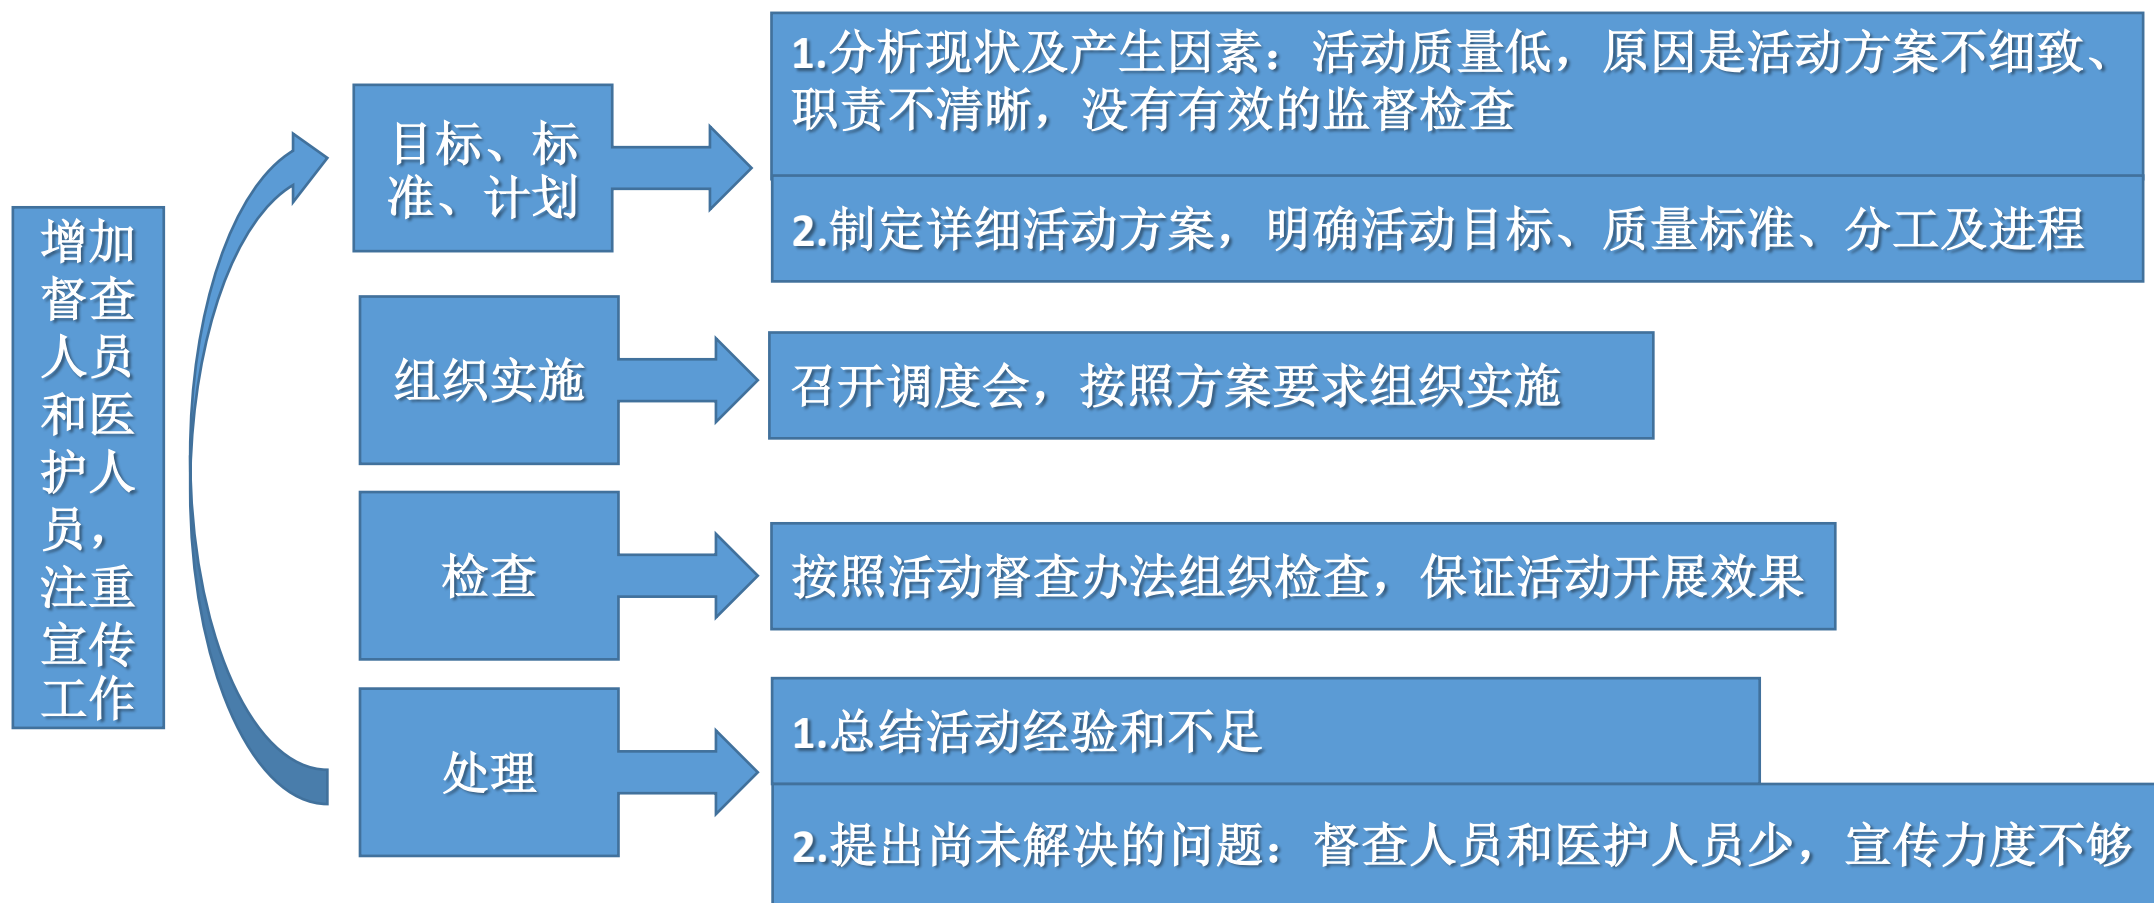 增加
督查
人员
和医
护人
员，
注重
宣传
工作
目标、标
准、计划
1.分析现状及产生因素：活动质量低，原因是活动方案不细致、
职责不清晰，没有有效的监督检查
2.制定详细活动方案，明确活动目标、质量标准、分工及进程
组织实施
召开调度会，按照方案要求组织实施
检查
按照活动督查办法组织检查，保证活动开展效果
处理
1.总结活动经验和不足
2.提出尚未解决的问题：督查人员和医护人员少，宣传力度不够